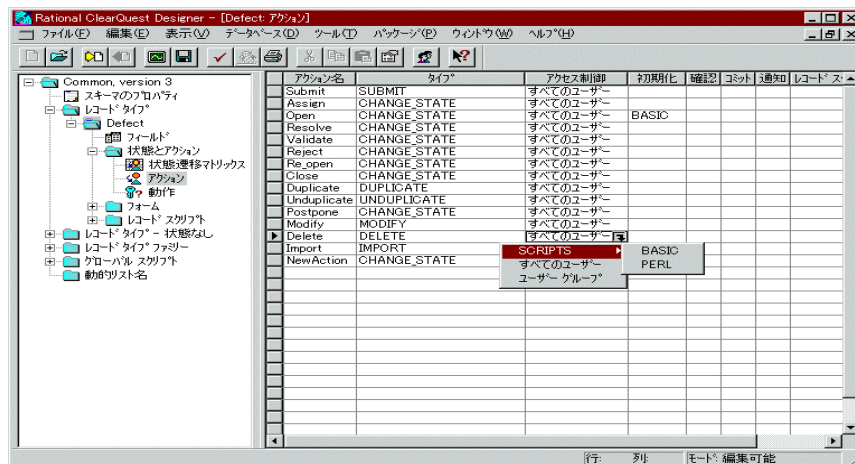 Rational ClearQuest Designer - [Defect: アクション]
ファイル(F) 編集(E) 表示(V) データベース(D) ツール(T) パッケージ(P) ウィンドウ(W) ヘルプ(H)
Common, version 3
スキーマのプロパティ
レコード タイプ
Defect
フィールド
状態とアクション
状態遷移マトリックス
アクション
動作
フォーム
レコード スクリプト
レコード タイプ - 状態なし
レコード タイプ ファミリー
グローバル スクリプト
動的リスト名
アクション名 タイプ アクセス制御 初期化 確認 コミット 通知 レコード ス
Submit SUBMIT すべてのユーザー
Assign CHANGE_STATE すべてのユーザー
Open CHANGE_STATE すべてのユーザー BASIC
Resolve CHANGE_STATE すべてのユーザー
Validate CHANGE_STATE すべてのユーザー
Reject CHANGE_STATE すべてのユーザー
Re_open CHANGE_STATE すべてのユーザー
Close CHANGE_STATE すべてのユーザー
Duplicate DUPLICATE すべてのユーザー
Unduplicate UNDUPLICATE すべてのユーザー
Postpone CHANGE_STATE すべてのユーザー
Modify MODIFY すべてのユーザー
Delete DELETE すべてのユーザー
Import IMPORT
NewAction CHANGE_STATE
SCRIPTS
すべてのユーザー
ユーザー グループ
BASIC
PERL
行: 列: モード: 編集可能